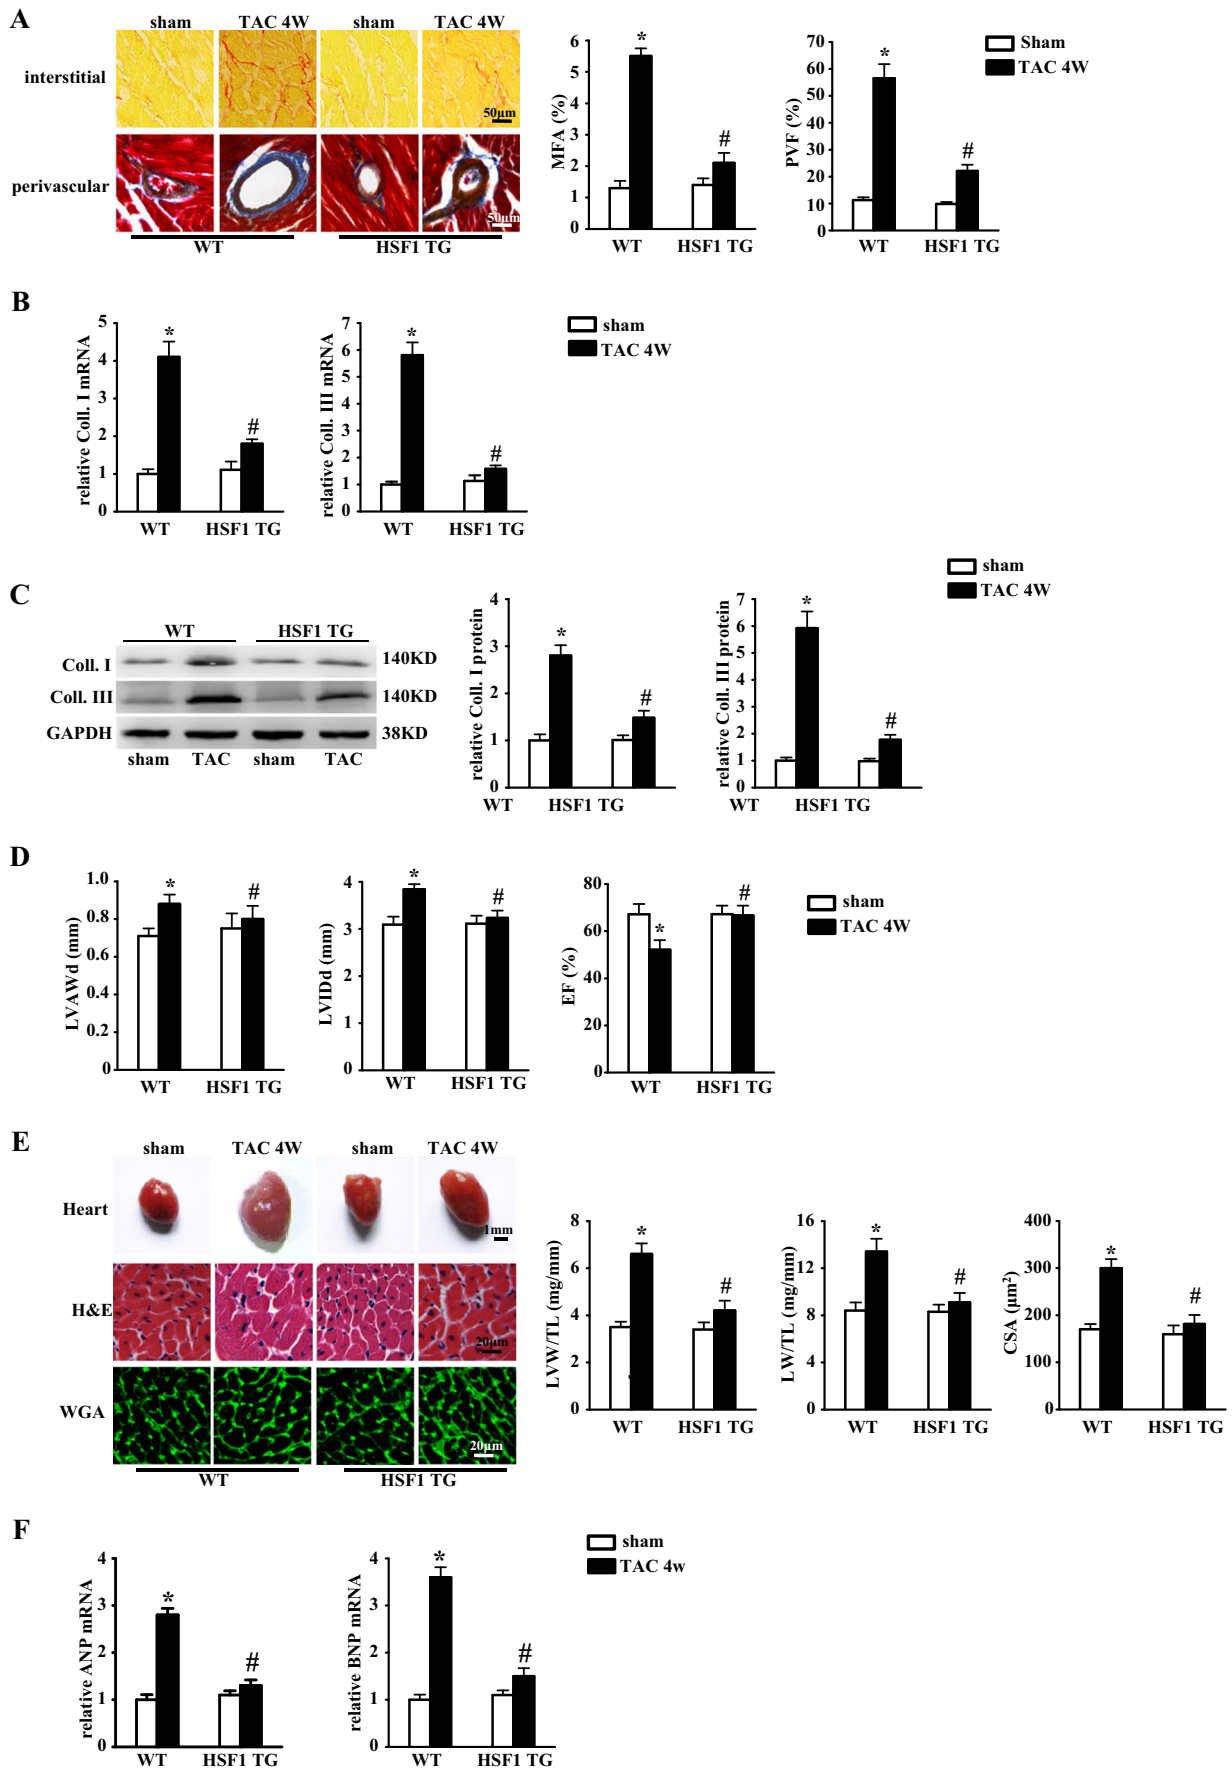 A
sham TAC 4W sham TAC 4W
interstitial
50μm
perivascular
50μm
WT HSF1 TG
MFA (%)
6
5
4
3
2
1
0
* #
WT HSF1 TG
PVF (%)
70
60
50
40
30
20
10
0
* #
WT HSF1 TG
Sham
TAC 4W
B
relative Coll. I mRNA
5
4
3
2
1
0
* #
WT HSF1 TG
relative Coll. III mRNA
7
6
5
4
3
2
1
0
* #
WT HSF1 TG
sham
TAC 4W
C
WT HSF1 TG
Coll. I 140KD
Coll. III 140KD
GAPDH 38KD
sham TAC sham TAC
relative Coll. I protein
4
3
2
1
0
* #
WT HSF1 TG
relative Coll. III protein
7
6
5
4
3
2
1
0
* #
WT HSF1 TG
sham
TAC 4W
D
LVAWd (mm)
1.0
0.8
0.6
0.4
0.2
0
* #
WT HSF1 TG
LVIDd (mm)
4
3
2
1
0
* #
WT HSF1 TG
EF (%)
80
60
40
20
0
* #
WT HSF1 TG
sham
TAC 4W
E
sham TAC 4W sham TAC 4W
Heart
1mm
H&E
20μm
WGA
20μm
WT HSF1 TG
LVW/TL (mg/mm)
8
6
4
2
0
* #
WT HSF1 TG
LW/TL (mg/mm)
16
12
8
4
0
* #
WT HSF1 TG
CSA (μm²)
400
300
200
100
0
* #
WT HSF1 TG
F
relative ANP mRNA
4
3
2
1
0
* #
WT HSF1 TG
relative BNP mRNA
4
3
2
1
0
* #
WT HSF1 TG
sham
TAC 4w